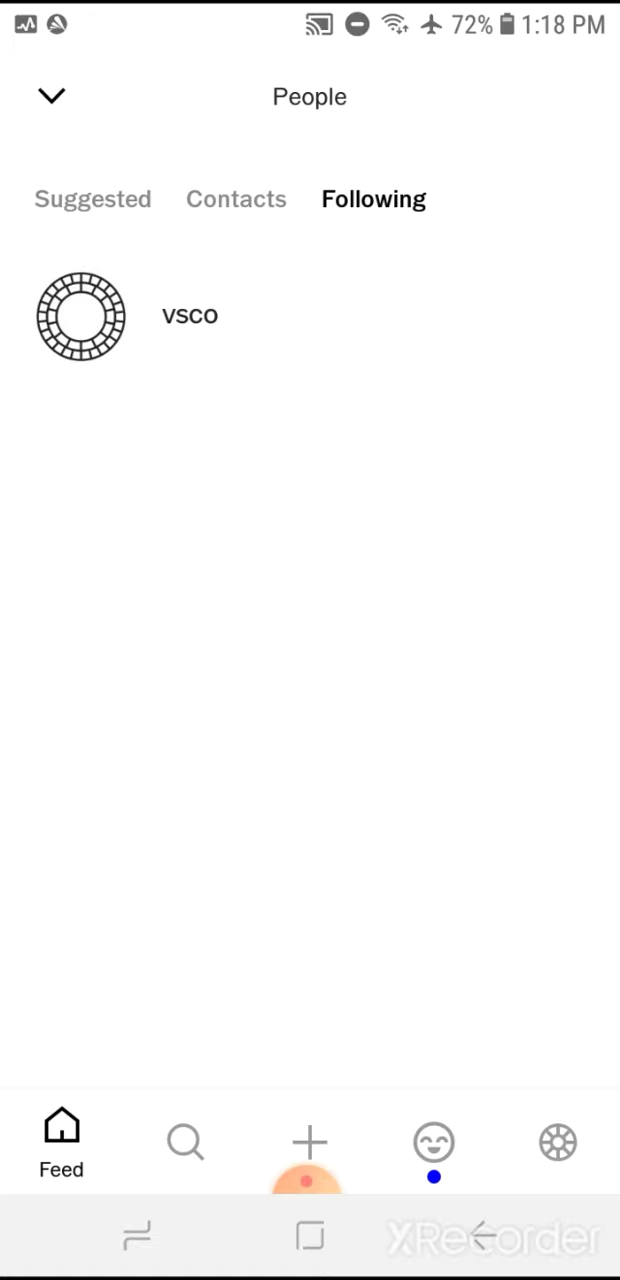 72% 1:18 PM
People
Suggested Contacts Following
VSCO
Feed
XRecorder